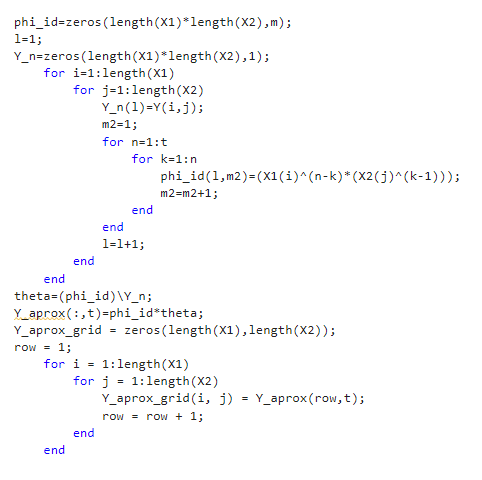 phi_id=zeros(length(X1)*length(X2),m);
l=1;
Y_n=zeros(length(X1)*length(X2),1);
    for i=1:length(X1)
        for j=1:length(X2)
            Y_n(l)=Y(i,j);
            m2=1;
            for n=1:t
                for k=1:n
                    phi_id(l,m2)=(X1(i)^(n-k)*(X2(j)^(k-1)));
                    m2=m2+1;
                end
            end
            l=l+1;
        end
    end
theta=(phi_id)\Y_n;
Y_aprox(:,t)=phi_id*theta;
Y_aprox_grid = zeros(length(X1),length(X2));
row = 1;
    for i = 1:length(X1)
        for j = 1:length(X2)
            Y_aprox_grid(i, j) = Y_aprox(row,t);
            row = row + 1;
        end
    end